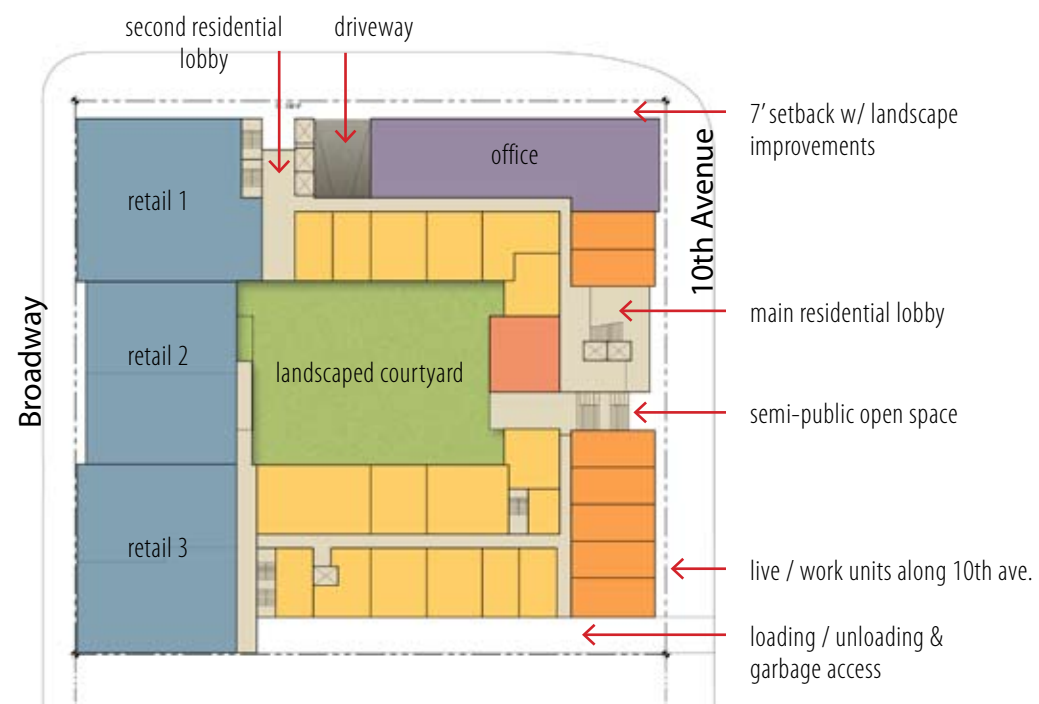 second residential
lobby
driveway
7' setback w/ landscape
improvements
office
10th Avenue
retail 1
main residential lobby
Broadway
retail 2
landscaped courtyard
semi-public open space
retail 3
live / work units along 10th ave.
loading / unloading &
garbage access